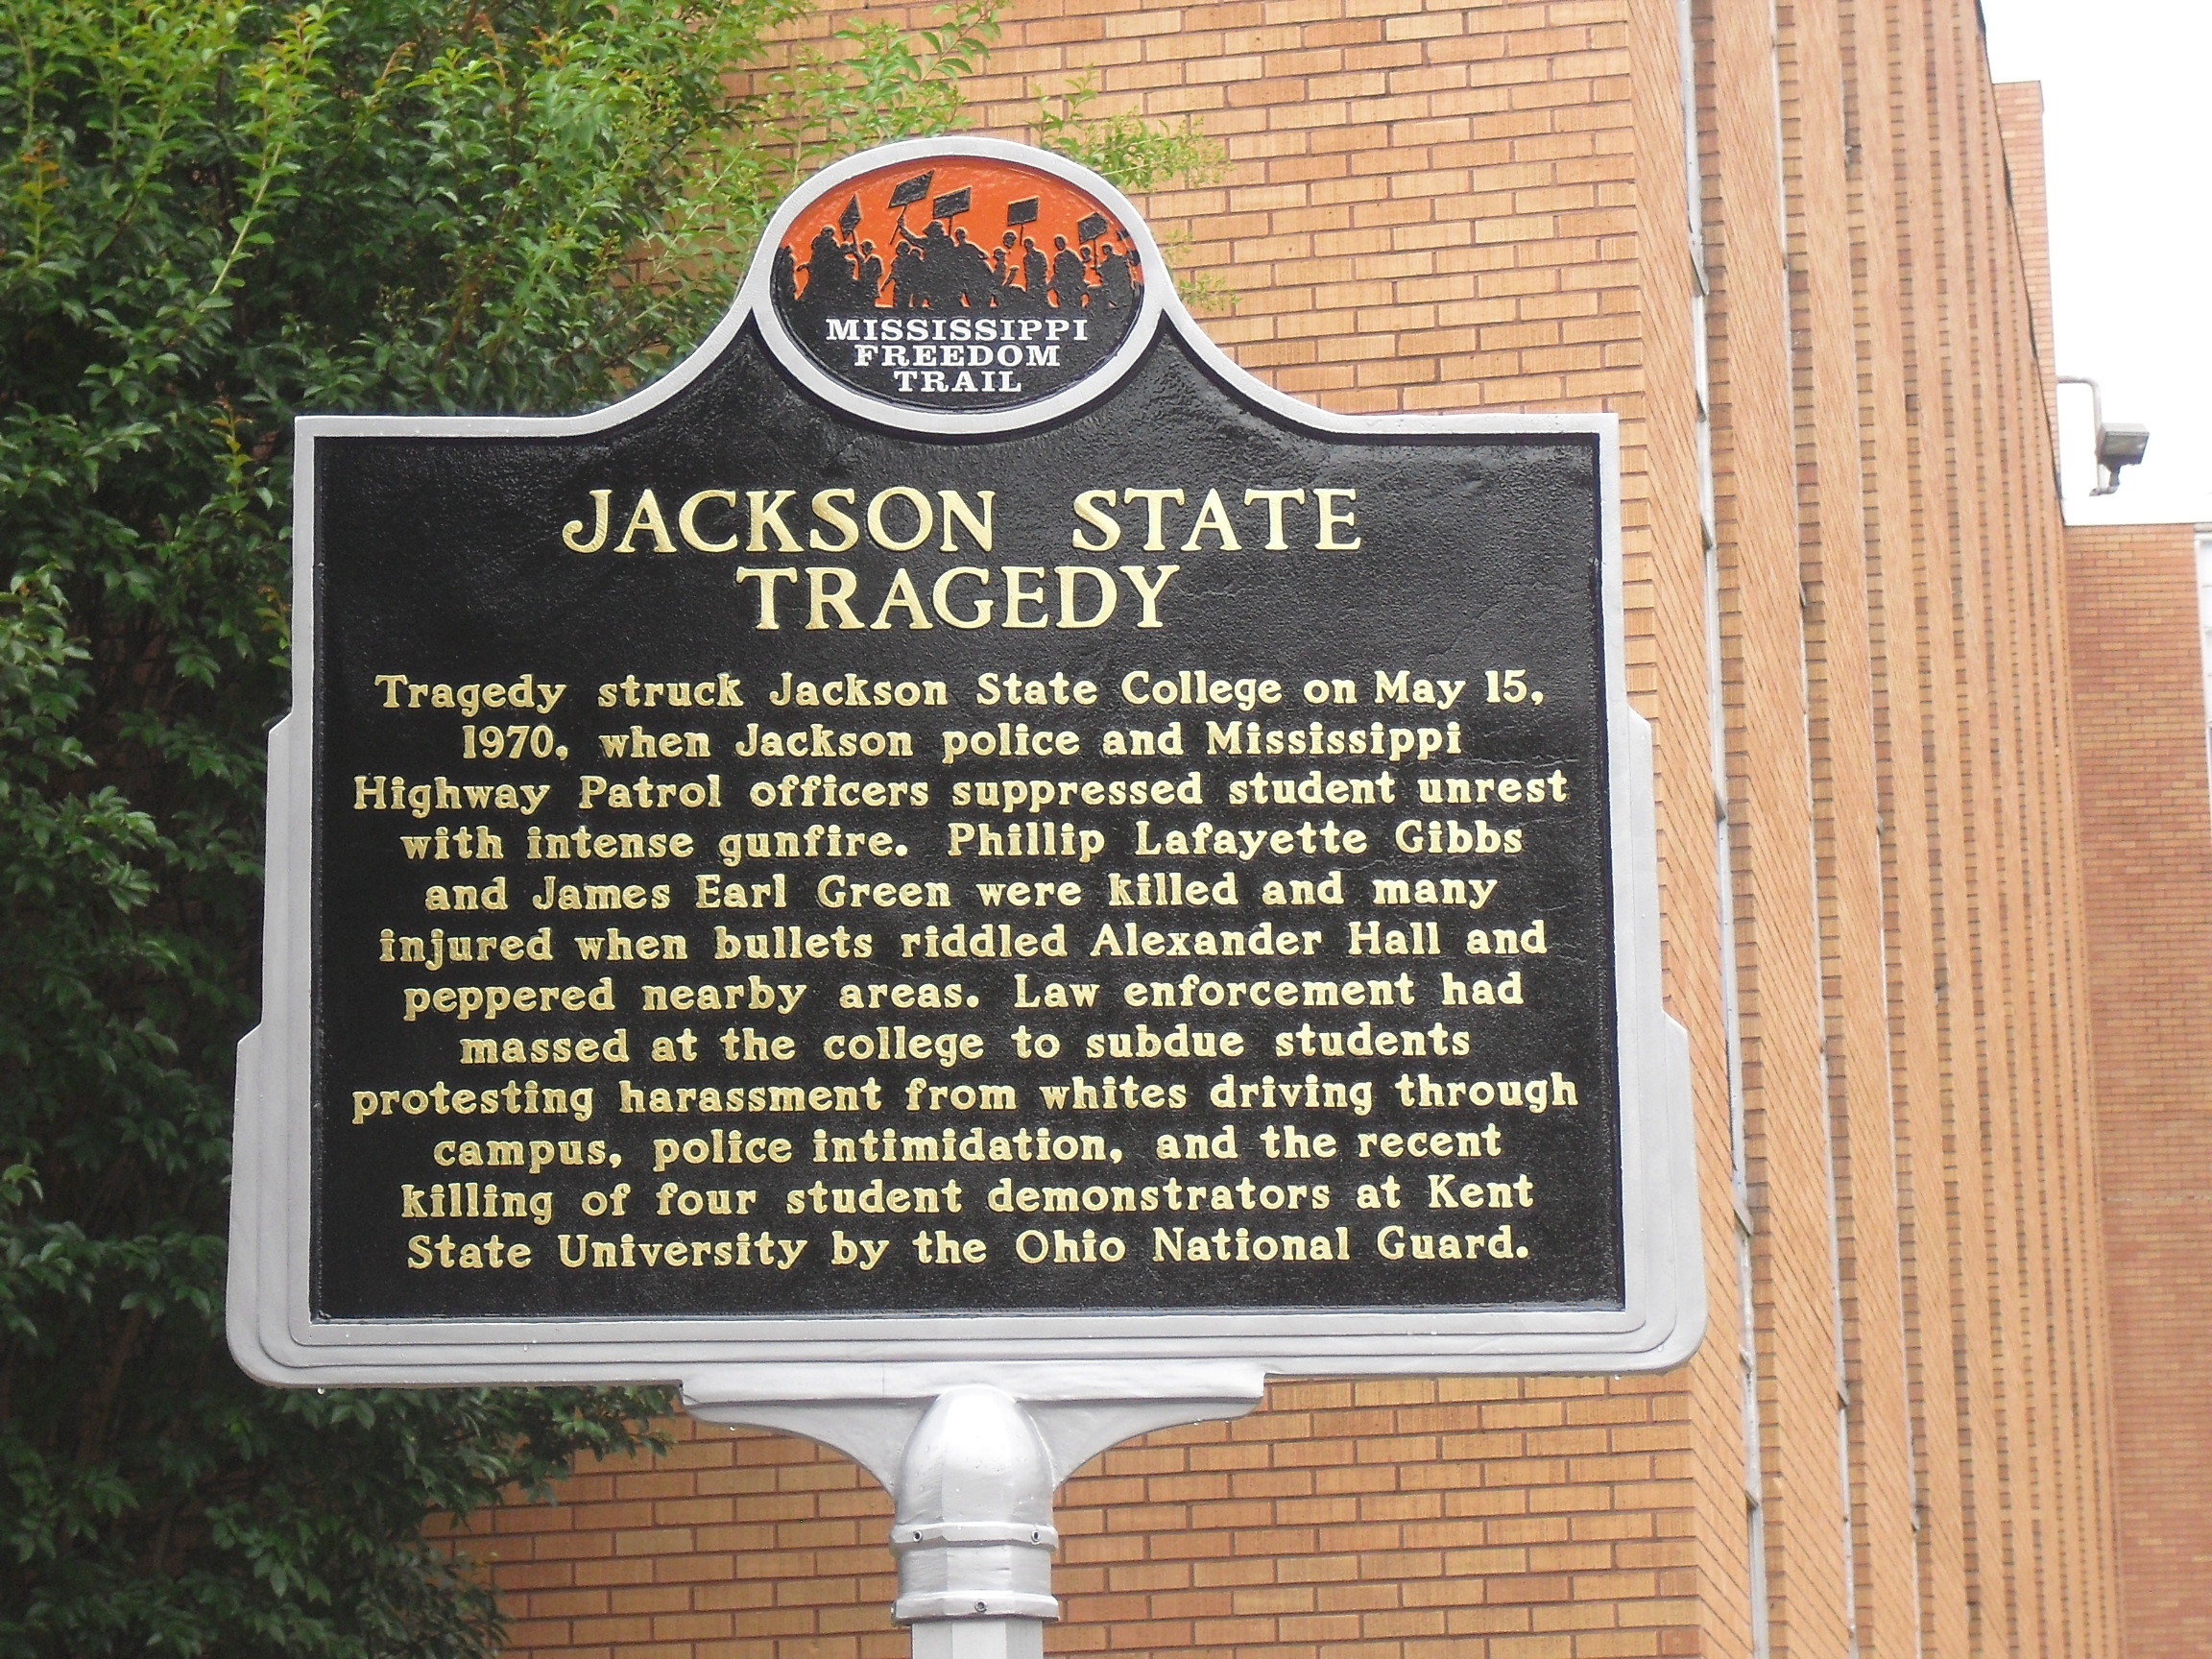 MISSISSIPPI
FREEDOM
TRAIL
JACKSON STATE
TRAGEDY
Tragedy struck Jackson State College on May 15,
1970, when Jackson police and Mississippi
Highway Patrol officers suppressed student unrest
with intense gunfire. Phillip Lafayette Gibbs
and James Earl Green were killed and many
injured when bullets riddled Alexander Hall and
peppered nearby areas. Law enforcement had
massed at the college to subdue students
protesting harassment from whites driving through
campus, police intimidation, and the recent
killing of four student demonstrators at Kent
State University by the Ohio National Guard.